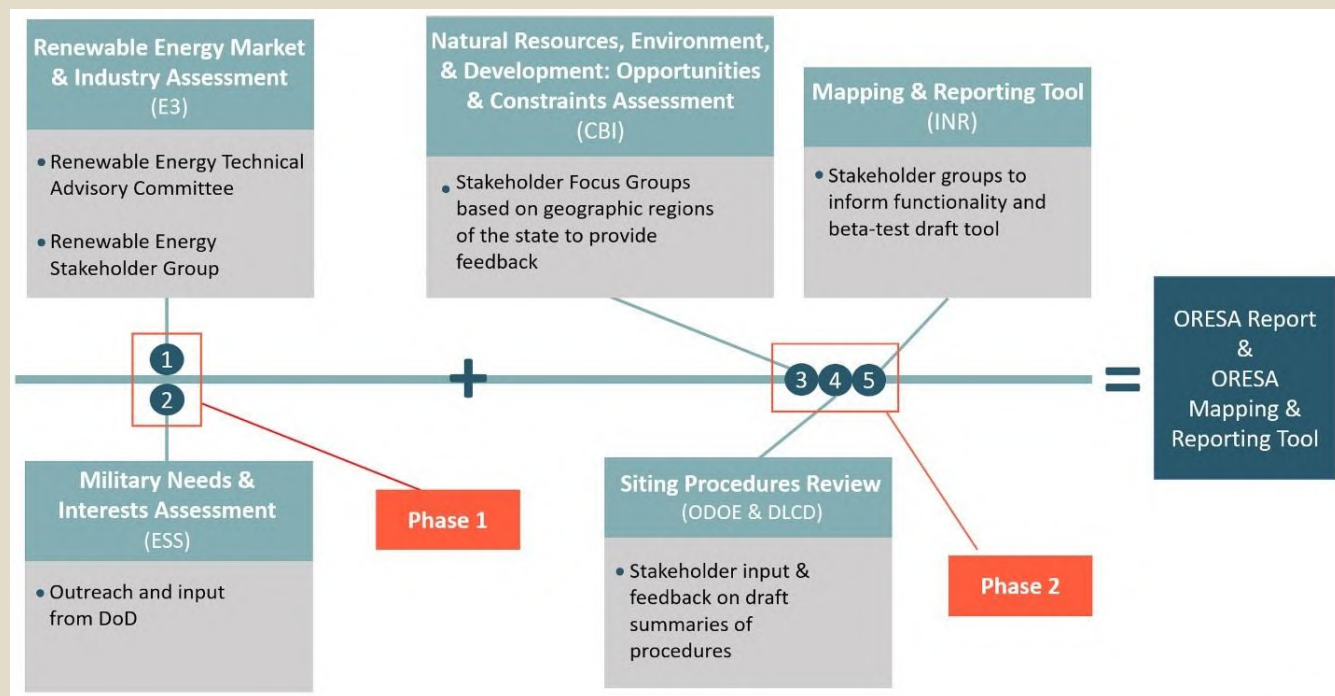 Renewable Energy Market
& Industry Assessment
(E3)
• Renewable Energy Technical
Advisory Committee
• Renewable Energy
Stakeholder Group
Natural Resources, Environment,
& Development: Opportunities
& Constraints Assessment
(CBI)
• Stakeholder Focus Groups
based on geographic regions
of the state to provide
feedback
Mapping & Reporting Tool
(INR)
• Stakeholder groups to
inform functionality and
beta-test draft tool
1
2
+
3 4 5
=
ORESA Report
&
ORESA
Mapping &
Reporting Tool
Military Needs &
Interests Assessment
(ESS)
• Outreach and input
from DoD
Phase 1
Siting Procedures Review
(ODOE & DLCD)
• Stakeholder input &
feedback on draft
summaries of
procedures
Phase 2